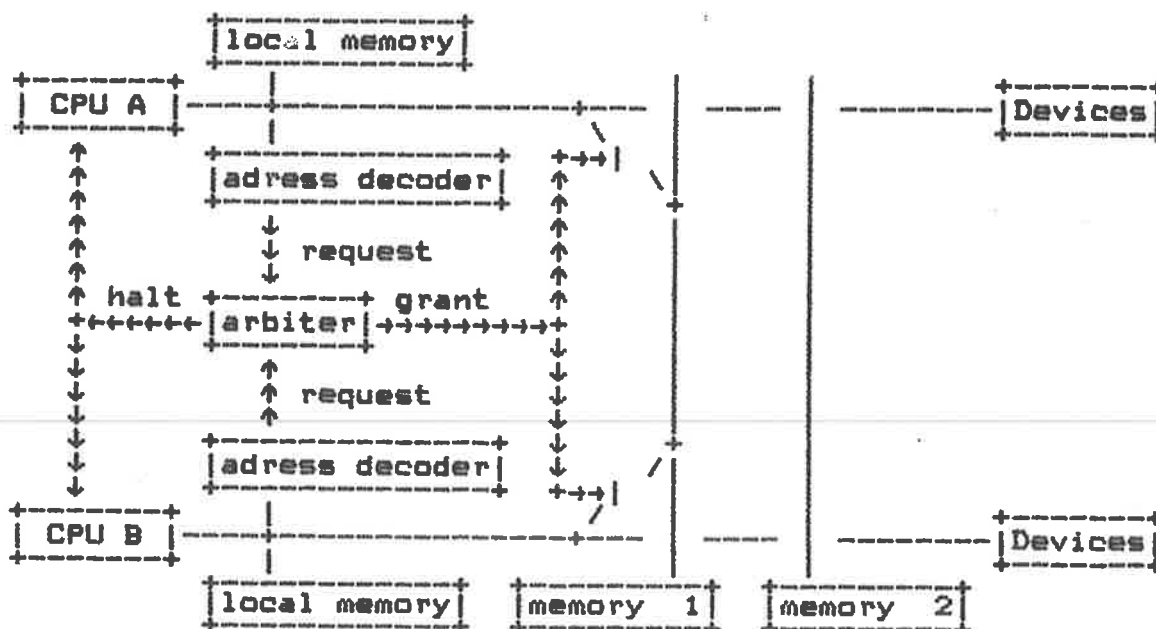 local memory
CPU A
Devices
adress decoder
request
halt
grant
arbiter
request
adress decoder
CPU B
Devices
local memory
memory 1
memory 2